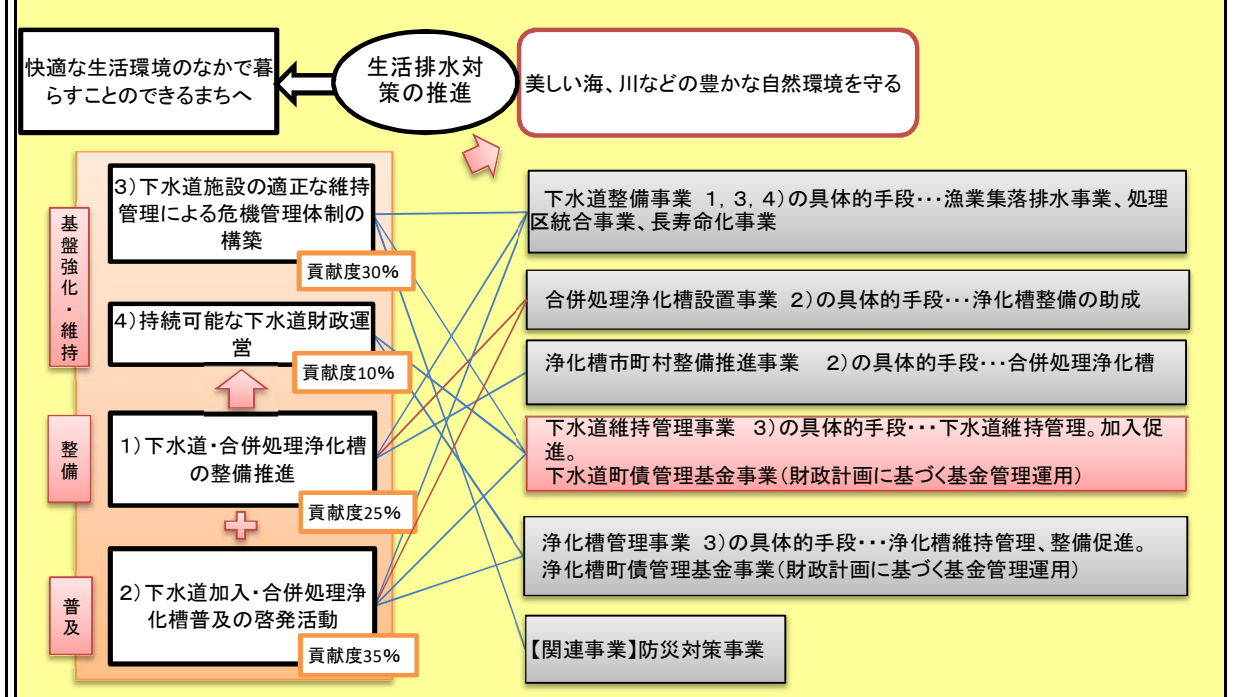 快適な生活環境のなかで暮
らすことのできるまちへ
生活排水対
策の推進
美しい海、川などの豊かな自然環境を守る
基盤強化・維持
3)下水道施設の適正な維持
管理による危機管理体制の
構築
貢献度30%
4)持続可能な下水道財政運
営
貢献度10%
整備
1)下水道・合併処理浄化槽
の整備推進
貢献度25%
普及
2)下水道加入・合併処理浄
化槽普及の啓発活動
貢献度35%
下水道整備事業 1, 3, 4)の具体的手段・・・漁業集落排水事業、処理
区統合事業、長寿命化事業
合併処理浄化槽設置事業 2)の具体的手段・・・浄化槽整備の助成
浄化槽市町村整備推進事業 2)の具体的手段・・・合併処理浄化槽
下水道維持管理事業 3)の具体的手段・・・下水道維持管理。加入促
進。
下水道町債管理基金事業(財政計画に基づく基金管理運用)
浄化槽管理事業 3)の具体的手段・・・浄化槽維持管理、整備促進。
浄化槽町債管理基金事業(財政計画に基づく基金管理運用)
【関連事業】防災対策事業